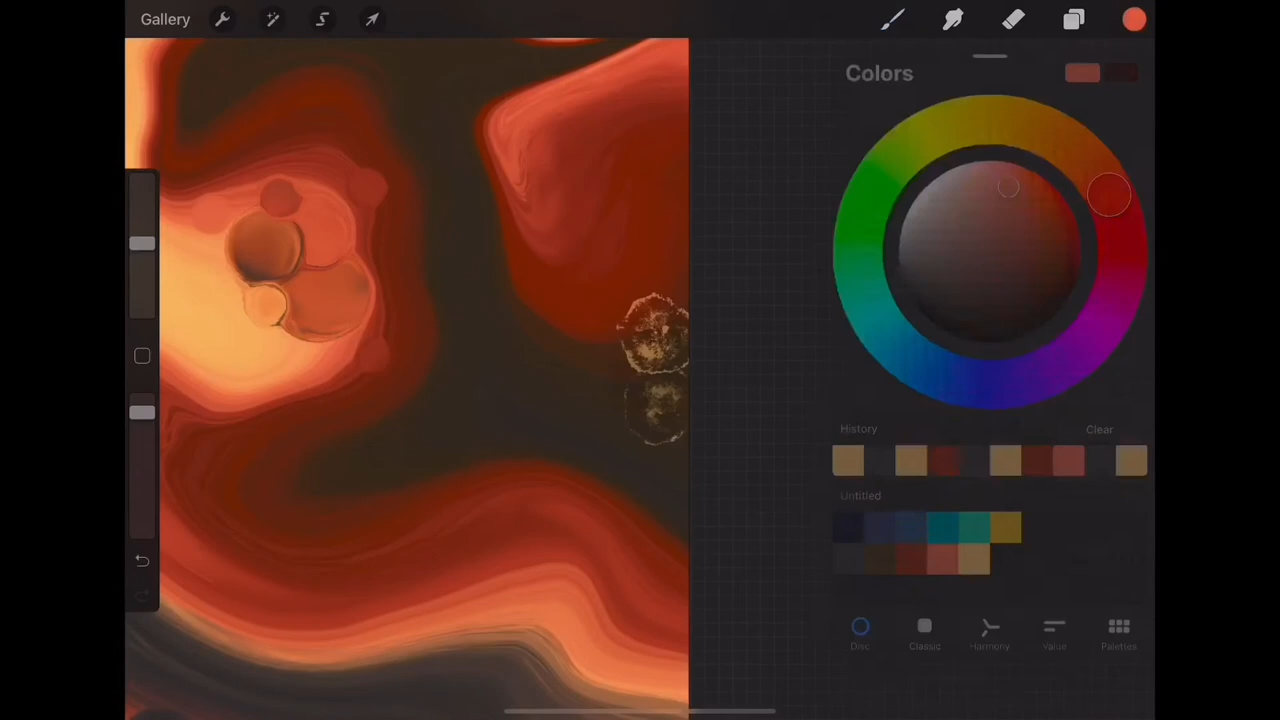 Gallery
Colors
History
Clear
Untitled
Disc
Classic
Harmony
Value
Palettes